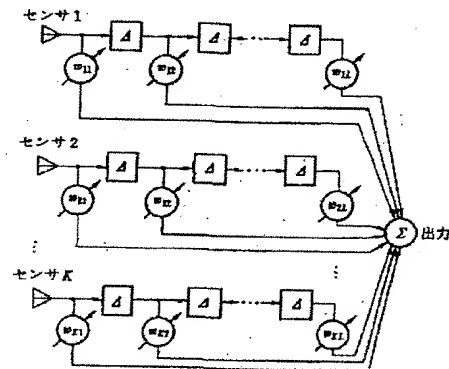 センサ1
Δ Δ Δ
w11 w12 w1L
センサ2
Δ Δ Δ
w21 w22 w2L
Σ 出力
⋮ ⋮
センサK
Δ Δ Δ
wK1 wK2 wKL